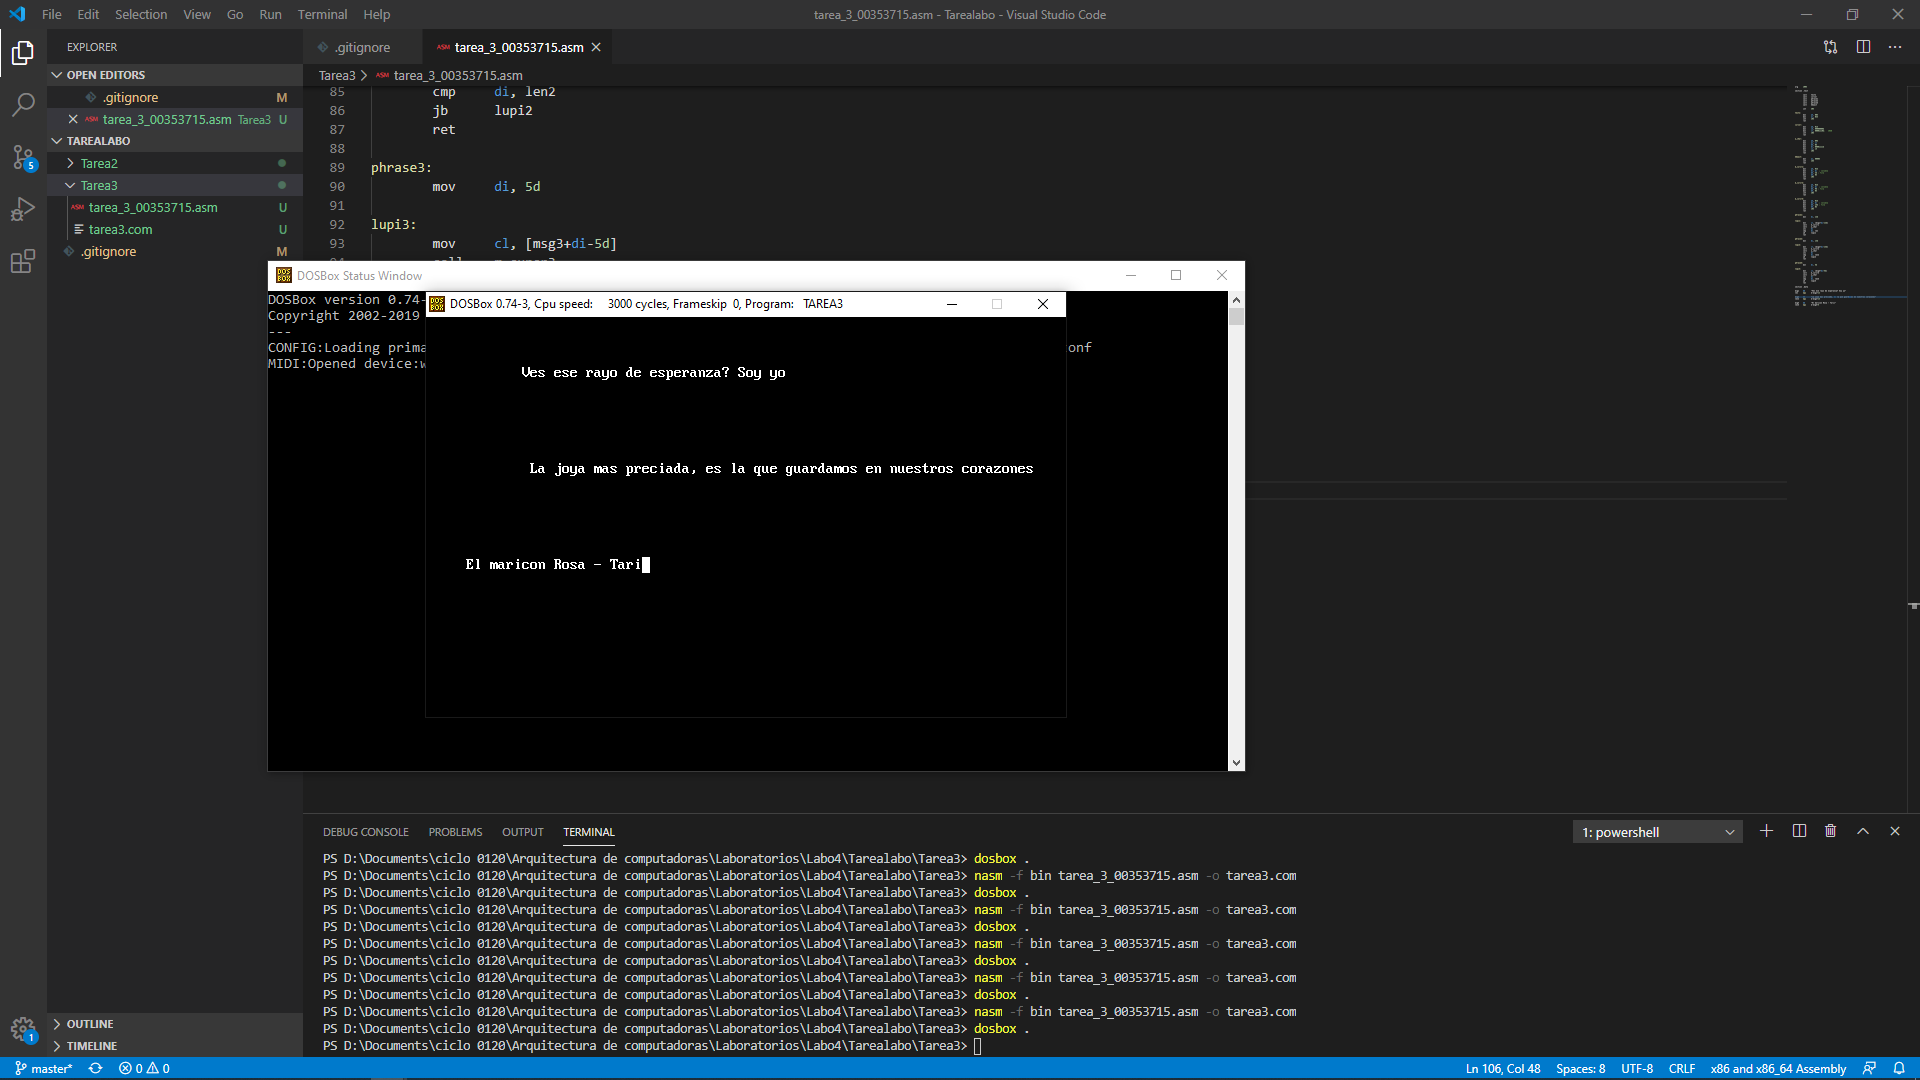 File Edit Selection View Go Run Terminal Help
tarea_3_00353715.asm - Tarealabo - Visual Studio Code
EXPLORER
OPEN EDITORS
.gitignore M
tarea_3_00353715.asm Tarea3 U
TAREALABO
Tarea2
Tarea3
tarea_3_00353715.asm U
tarea3.com U
.gitignore M
OUTLINE
TIMELINE
5
1
.gitignore
tarea_3_00353715.asm
Tarea3 > tarea_3_00353715.asm
85 cmp di, len2
86 jb lupi2
87 ret
88
89 phrase3:
90 mov di, 5d
91
92 lupi3:
93 mov cl, [msg3+di-5d]
DOSBox Status Window
DOSBox version 0.74-
Copyright 2002-2019
---
CONFIG:Loading prima
onf
MIDI:Opened device:w
DOSBox 0.74-3, Cpu speed: 3000 cycles, Frameskip 0, Program: TAREA3
Ves ese rayo de esperanza? Soy yo
La joya mas preciada, es la que guardamos en nuestros corazones
El maricon Rosa - Tari
DEBUG CONSOLE PROBLEMS OUTPUT TERMINAL
1: powershell
PS D:\Documents\ciclo 0120\Arquitectura de computadoras\Laboratorios\Labo4\Tarealabo\Tarea3> dosbox .
PS D:\Documents\ciclo 0120\Arquitectura de computadoras\Laboratorios\Labo4\Tarealabo\Tarea3> nasm -f bin tarea_3_00353715.asm -o tarea3.com
PS D:\Documents\ciclo 0120\Arquitectura de computadoras\Laboratorios\Labo4\Tarealabo\Tarea3> dosbox .
PS D:\Documents\ciclo 0120\Arquitectura de computadoras\Laboratorios\Labo4\Tarealabo\Tarea3> nasm -f bin tarea_3_00353715.asm -o tarea3.com
PS D:\Documents\ciclo 0120\Arquitectura de computadoras\Laboratorios\Labo4\Tarealabo\Tarea3> dosbox .
PS D:\Documents\ciclo 0120\Arquitectura de computadoras\Laboratorios\Labo4\Tarealabo\Tarea3> nasm -f bin tarea_3_00353715.asm -o tarea3.com
PS D:\Documents\ciclo 0120\Arquitectura de computadoras\Laboratorios\Labo4\Tarealabo\Tarea3> dosbox .
PS D:\Documents\ciclo 0120\Arquitectura de computadoras\Laboratorios\Labo4\Tarealabo\Tarea3> nasm -f bin tarea_3_00353715.asm -o tarea3.com
PS D:\Documents\ciclo 0120\Arquitectura de computadoras\Laboratorios\Labo4\Tarealabo\Tarea3> dosbox .
PS D:\Documents\ciclo 0120\Arquitectura de computadoras\Laboratorios\Labo4\Tarealabo\Tarea3> nasm -f bin tarea_3_00353715.asm -o tarea3.com
PS D:\Documents\ciclo 0120\Arquitectura de computadoras\Laboratorios\Labo4\Tarealabo\Tarea3> dosbox .
PS D:\Documents\ciclo 0120\Arquitectura de computadoras\Laboratorios\Labo4\Tarealabo\Tarea3>
master* 0 0 Ln 106, Col 48 Spaces: 8 UTF-8 CRLF x86 and x86_64 Assembly